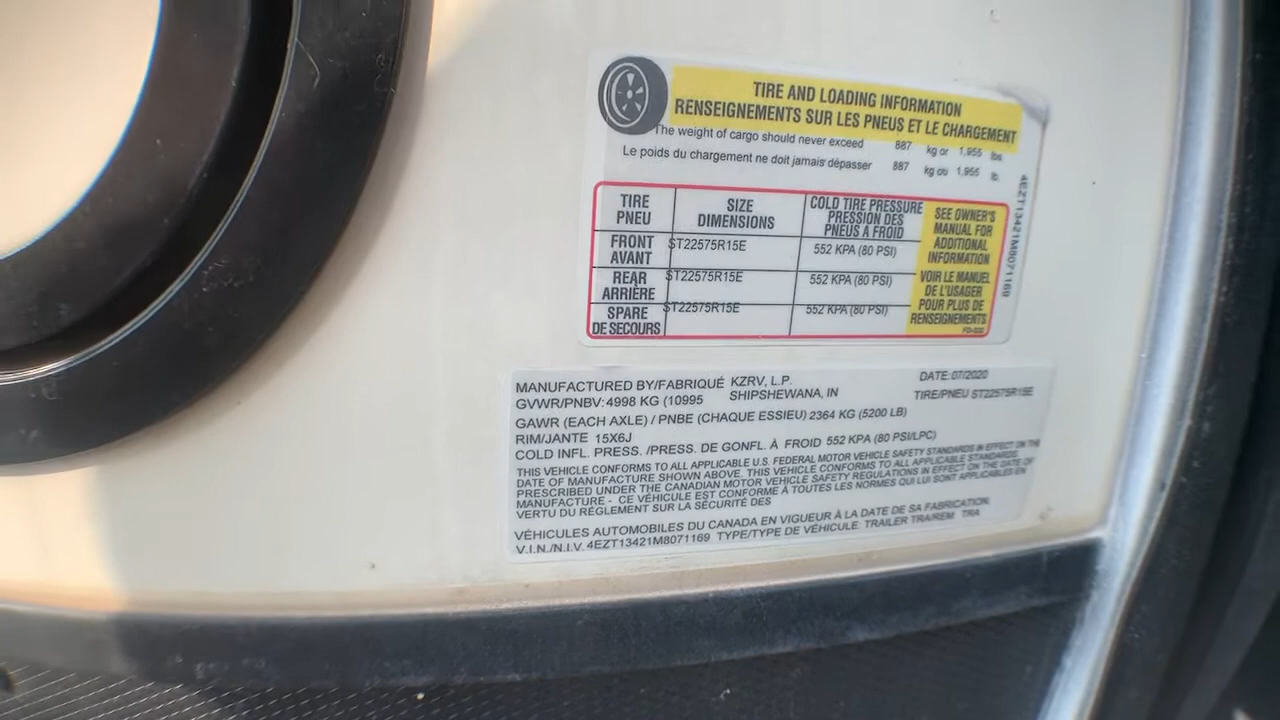 TIRE AND LOADING INFORMATION
RENSEIGNEMENTS SUR LES PNEUS ET LE CHARGEMENT
The weight of cargo should never exceed 887 kg or 1,955 lbs
Le poids du chargement ne doit jamais dépasser 887 kg ou 1,955 lb.
TIRE PNEU
SIZE DIMENSIONS
COLD TIRE PRESSURE PRESSION DES PNEUS A FROID
SEE OWNER'S MANUAL FOR ADDITIONAL INFORMATION
VOIR LE MANUEL DE L'USAGER POUR PLUS DE RENSEIGNEMENTS
FRONT AVANT ST22575R15E 552 KPA (80 PSI)
REAR ARRIÈRE ST22575R15E 552 KPA (80 PSI)
SPARE DE SECOURS ST22575R15E 552 KPA (80 PSI)
4EZT13421M8071169
MANUFACTURED BY/FABRIQUÉ KZRV, L.P. DATE:07/2020
GVWR/PNBV: 4998 KG (10995 SHIPSHEWANA, IN TIRE/PNEU ST22575R15E
GAWR (EACH AXLE) / PNBE (CHAQUE ESSIEU) 2364 KG (5200 LB)
RIM/JANTE 15X6J
COLD INFL. PRESS. /PRESS. DE GONFL. À FROID 552 KPA (80 PSI/LPC)
THIS VEHICLE CONFORMS TO ALL APPLICABLE U.S. FEDERAL MOTOR VEHICLE SAFETY STANDARDS IN EFFECT ON THE
DATE OF MANUFACTURE SHOWN ABOVE. THIS VEHICLE CONFORMS TO ALL APPLICABLE STANDARDS
PRESCRIBED UNDER THE CANADIAN MOTOR VEHICLE SAFETY REGULATIONS IN EFFECT ON THE DATE OF
MANUFACTURE - CE VÉHICULE EST CONFORME À TOUTES LES NORMES QUI LUI SONT APPLICABLES EN
VERTU DU RÉGLEMENT SUR LA SÉCURITÉ DES
VÉHICULES AUTOMOBILES DU CANADA EN VIGUEUR À LA DATE DE SA FABRICATION.
V.I.N./N.I.V. 4EZT13421M8071169 TYPE/TYPE DE VÉHICULE: TRAILER TRA/REM TRA